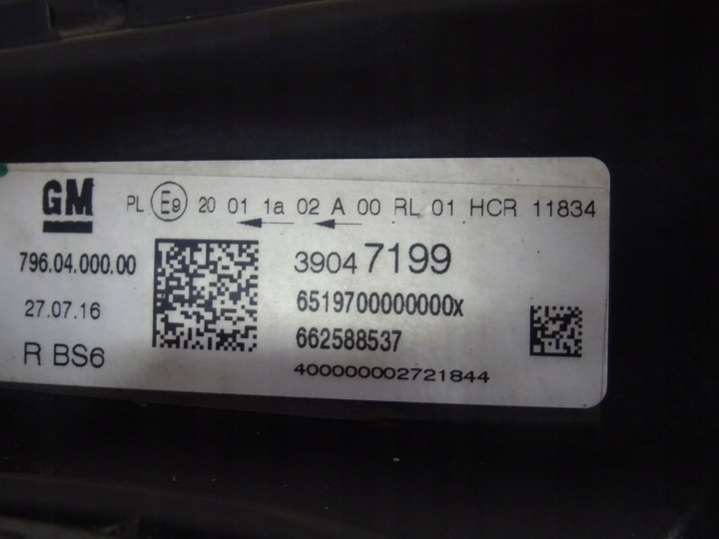 GM
PL E9 20 01 1a 02 A 00 RL 01 HCR 11834
796.04.000.00
39047199
27.07.16
6519700000000x
662588537
R BS6
400000002721844